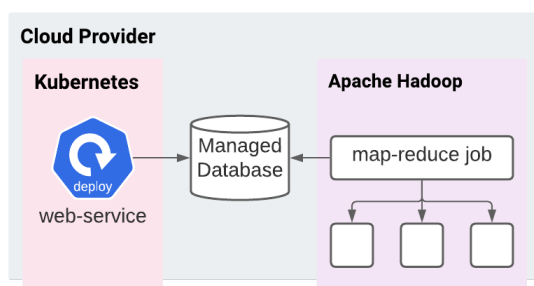 Cloud Provider
Kubernetes
Apache Hadoop
Managed
Database
map-reduce job
deploy
web-service